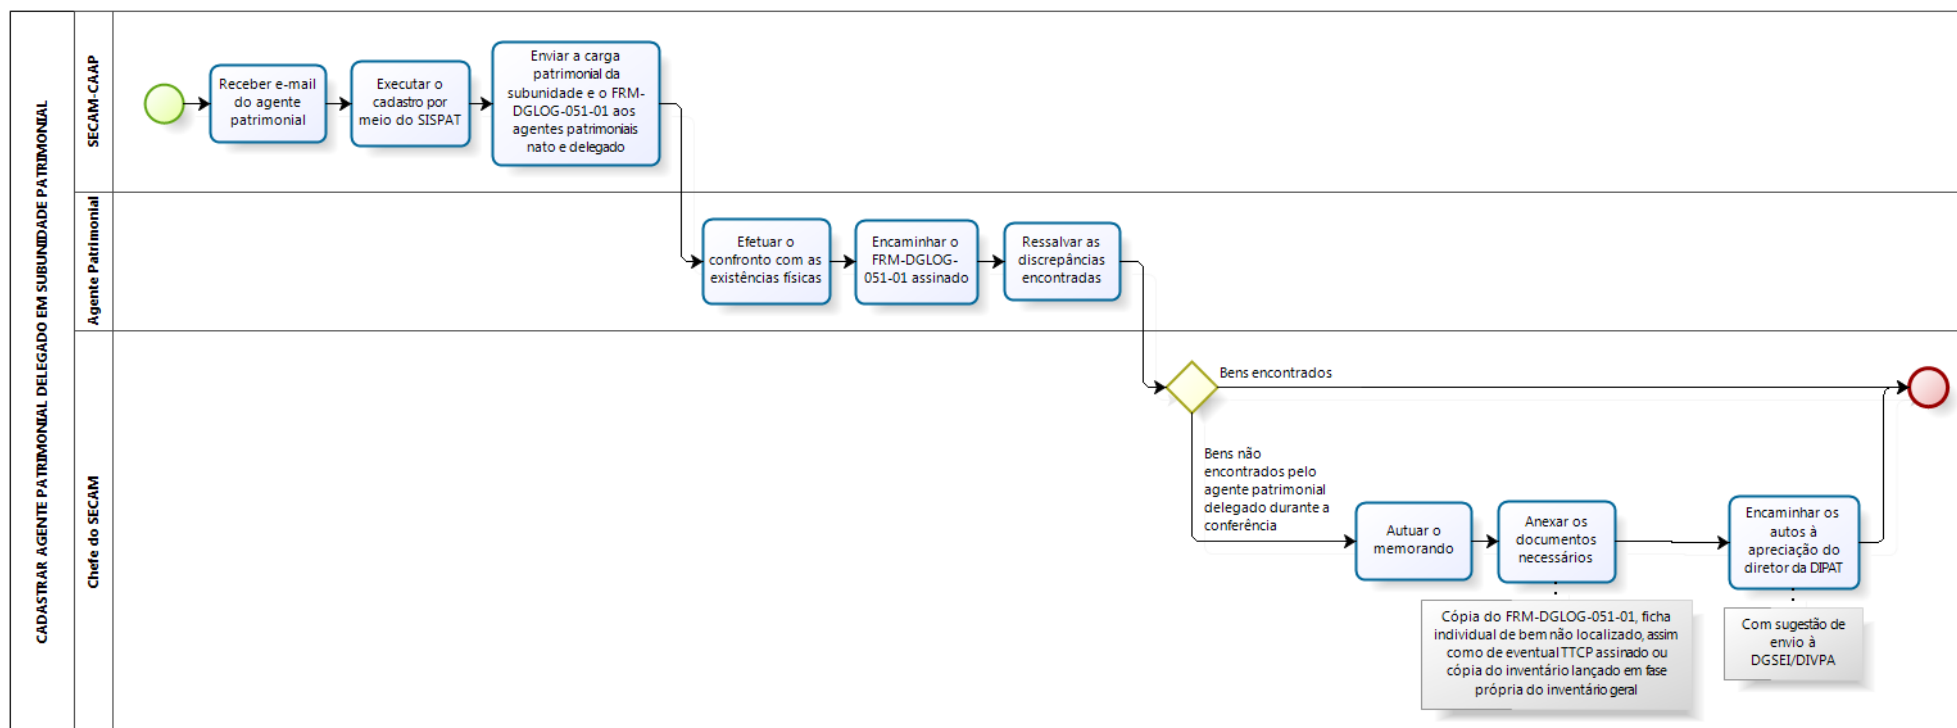 CADASTRAR AGENTE PATRIMONIAL DELEGADO EM SUBUNIDADE PATRIMONIAL
SECAM-CAAP
Receber e-mail
do agente
patrimonial
Executar o
cadastro por
meio do SISPAT
Enviar a carga
patrimonial da
subunidade e o FRM-
DGLOG-051-01 aos
agentes patrimoniais
nato e delegado
Agente Patrimonial
Efetuar o
confronto com as
existências físicas
Encaminhar o
FRM-DGLOG-
051-01 assinado
Ressalvar as
discrepâncias
encontradas
Chefe do SECAM
Bens encontrados
Bens não
encontrados pelo
agente patrimonial
delegado durante a
conferência
Autuar o
memorando
Anexar os
documentos
necessários
Encaminhar os
autos à
apreciação do
diretor da DIPAT
Cópia do FRM-DGLOG-051-01, ficha
individual de bem não localizado, assim
como de eventual TTCP assinado ou
cópia do inventário lançado em fase
própria do inventário geral
Com sugestão de
envio à
DGSEI/DIVPA